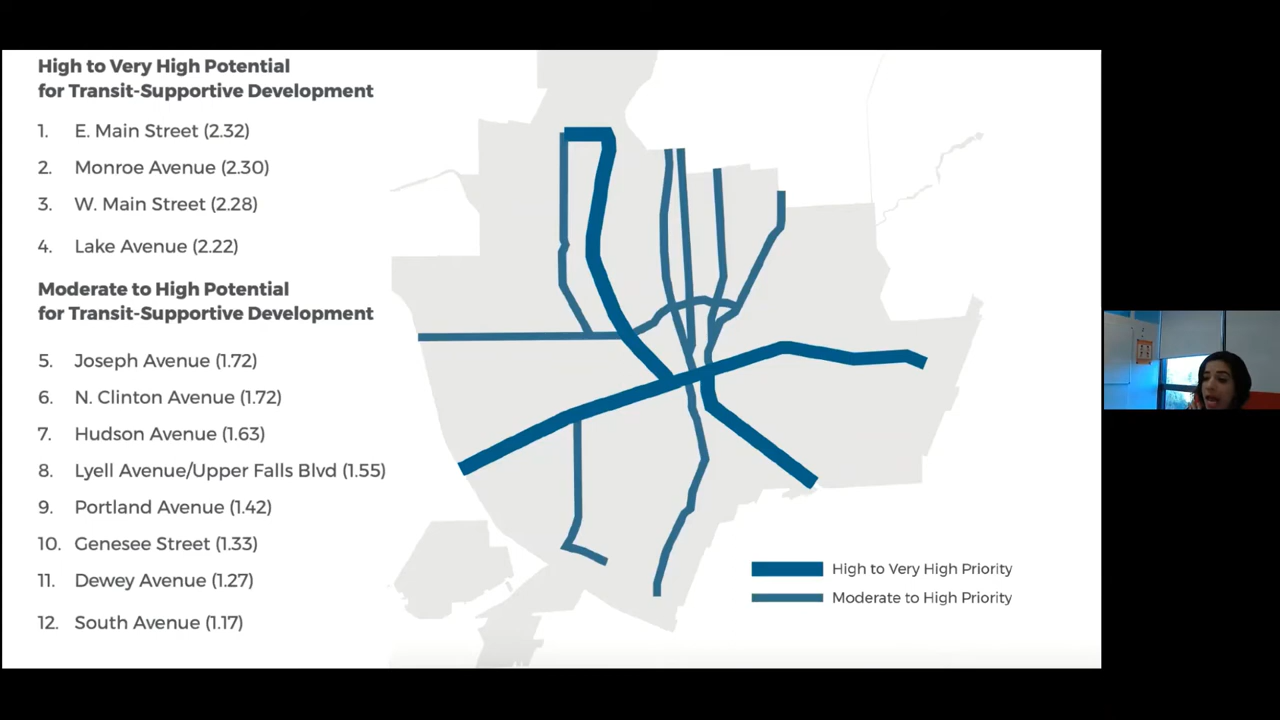 High to Very High Potential
for Transit-Supportive Development
1. E. Main Street (2.32)
2. Monroe Avenue (2.30)
3. W. Main Street (2.28)
4. Lake Avenue (2.22)
Moderate to High Potential
for Transit-Supportive Development
5. Joseph Avenue (1.72)
6. N. Clinton Avenue (1.72)
7. Hudson Avenue (1.63)
8. Lyell Avenue/Upper Falls Blvd (1.55)
9. Portland Avenue (1.42)
10. Genesee Street (1.33)
11. Dewey Avenue (1.27)
12. South Avenue (1.17)
High to Very High Priority
Moderate to High Priority